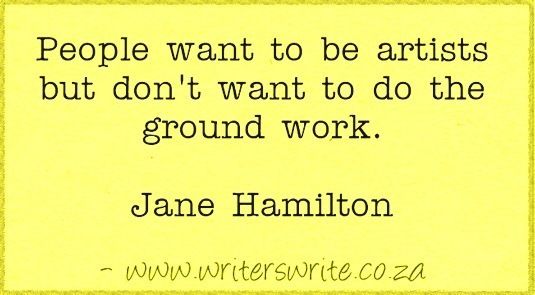 People want to be artists
but don't want to do the
ground work.
Jane Hamilton
- www.writerswrite.co.za